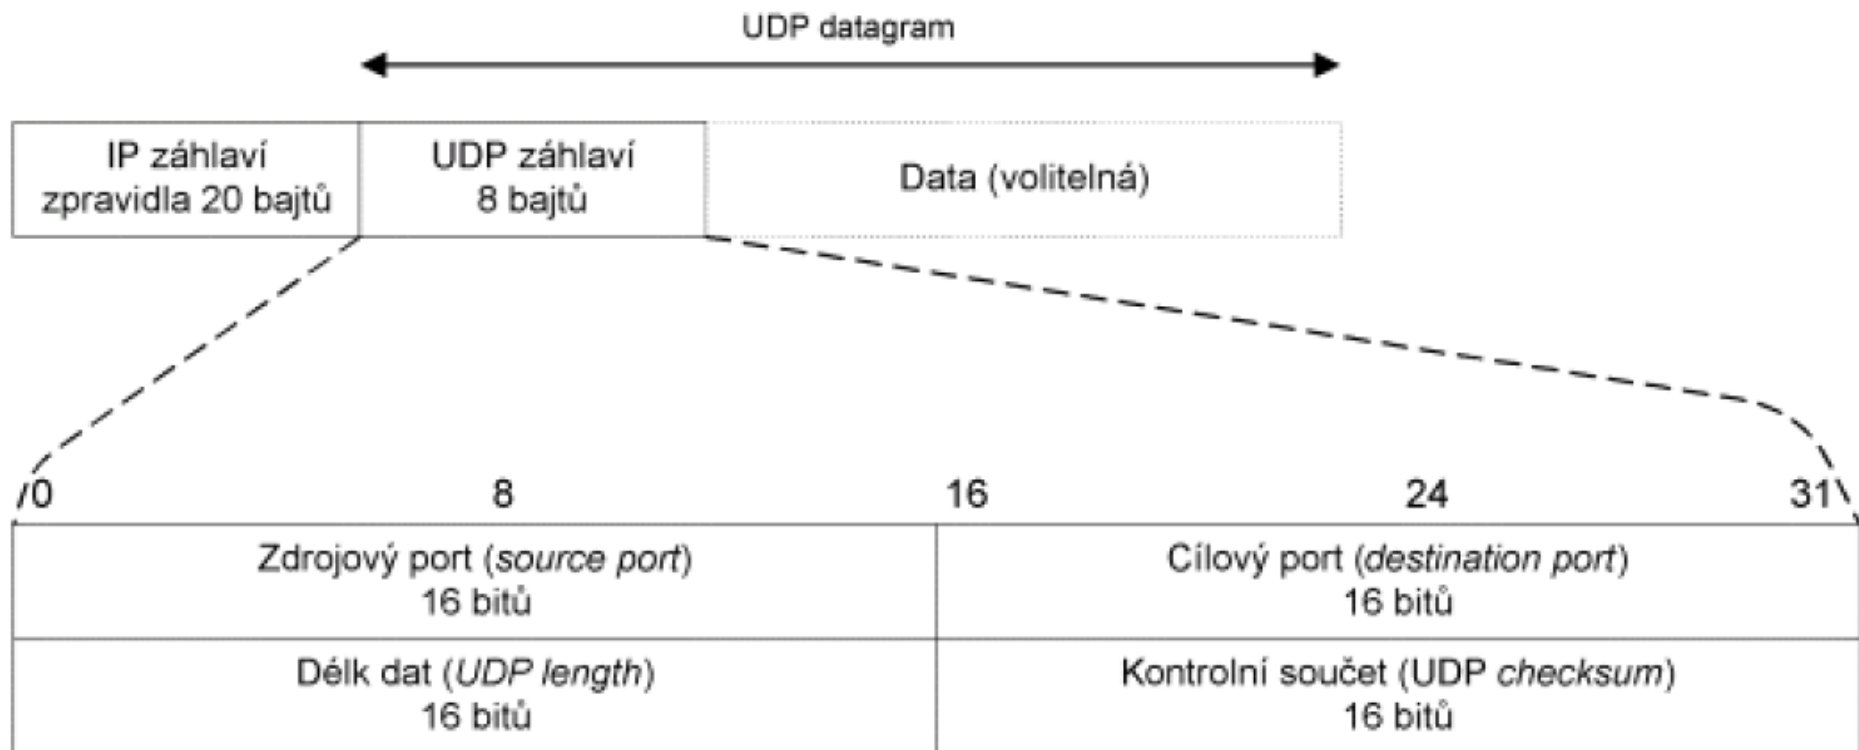 UDP datagram
IP záhlaví
zpravidla 20 bajtů
UDP záhlaví
8 bajtů
Data (volitelná)
0 8 16 24 31
Zdrojový port (source port)
16 bitů
Cílový port (destination port)
16 bitů
Délk dat (UDP length)
16 bitů
Kontrolní součet (UDP checksum)
16 bitů